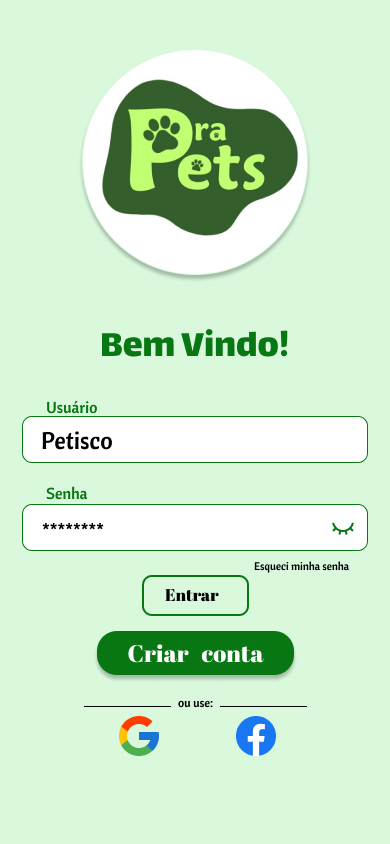 Pra
Pets
Bem Vindo!
Usuário
Petisco
Senha
********
Esqueci minha senha
Entrar
Criar conta
ou use: